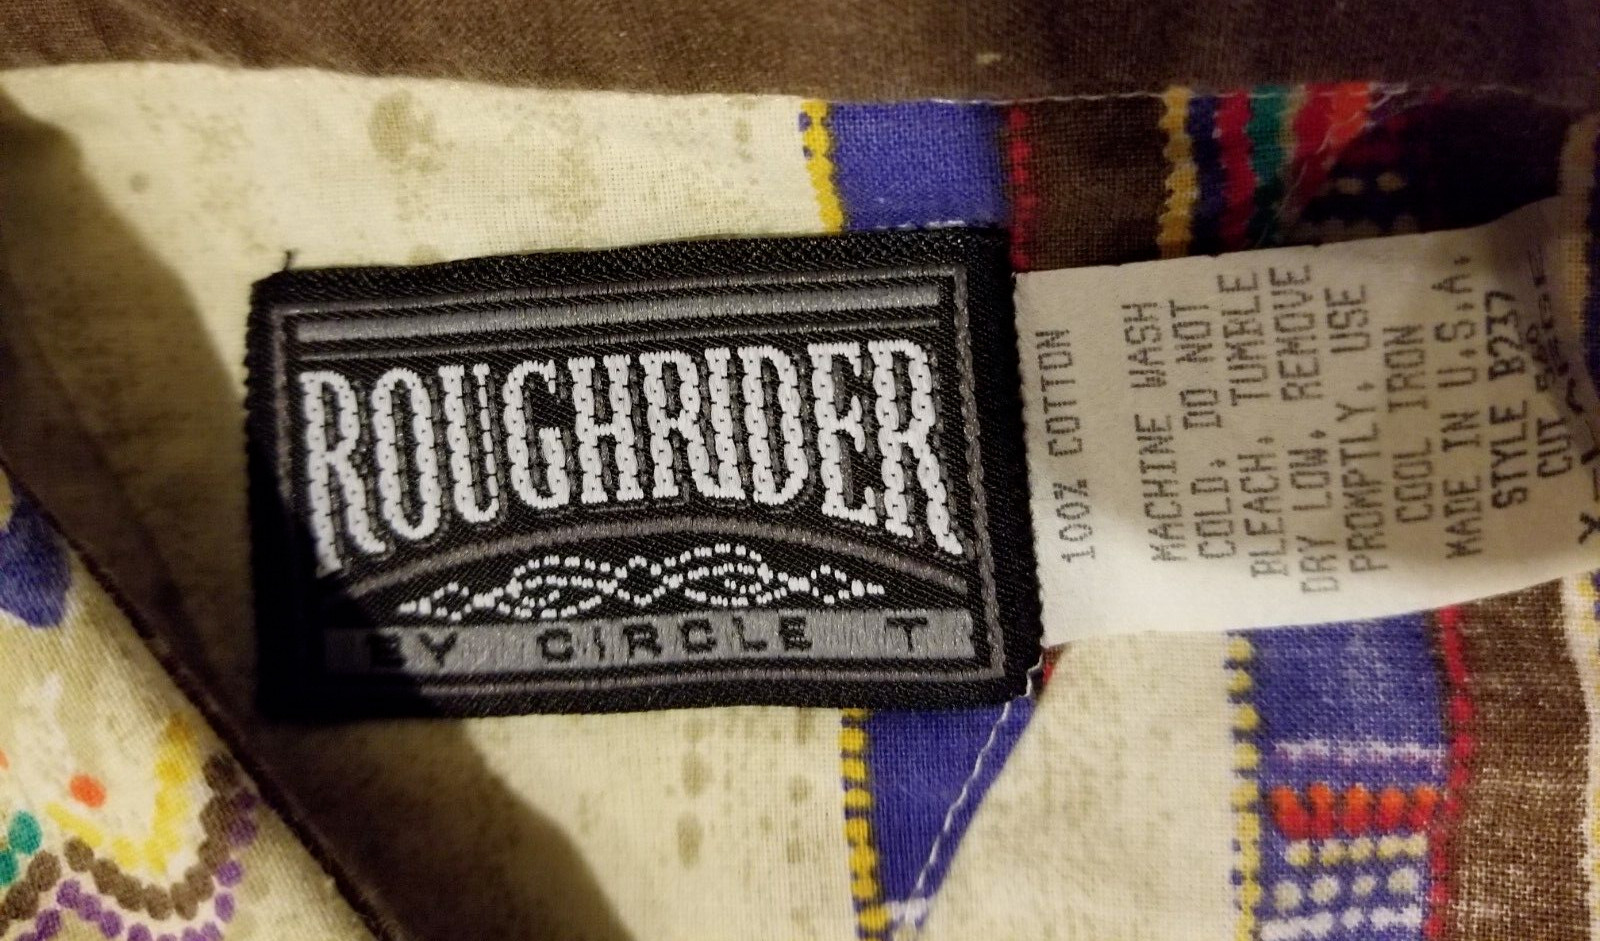 ROUGHRIDER
BY CIRCLE T
100% COTTON
MACHINE WASH
COLD. DO NOT
BLEACH. TUMBLE
DRY LOW. REMOVE
PROMPTLY. USE
COOL IRON
MADE IN U.S.A.
STYLE B237
CUT